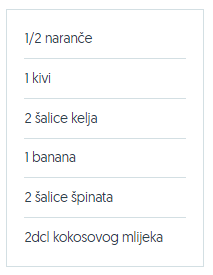 1/2 naranče
1 kivi
2 šalice kelja
1 banana
2 šalice špinata
2dcl kokosovog mlijeka